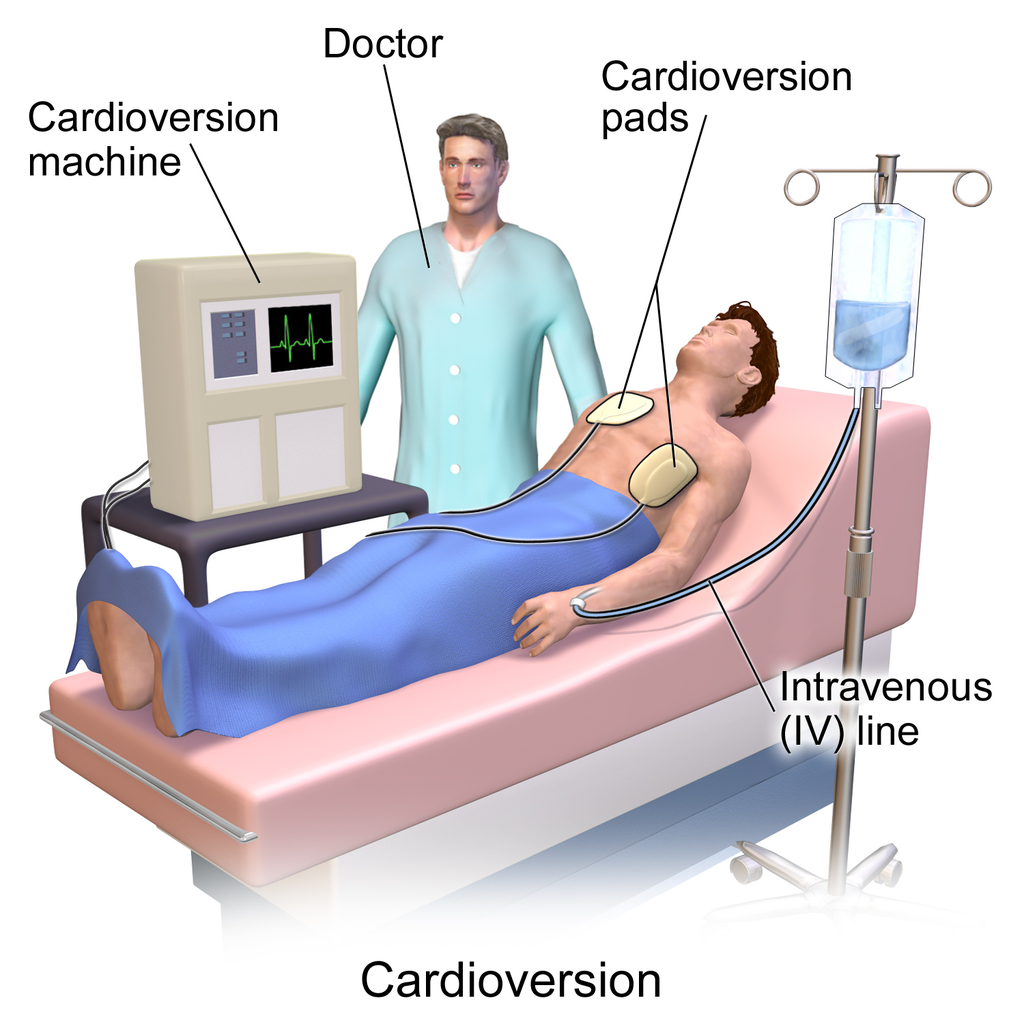 Doctor
Cardioversion
pads
Cardioversion
machine
Intravenous
(IV) line
Cardioversion